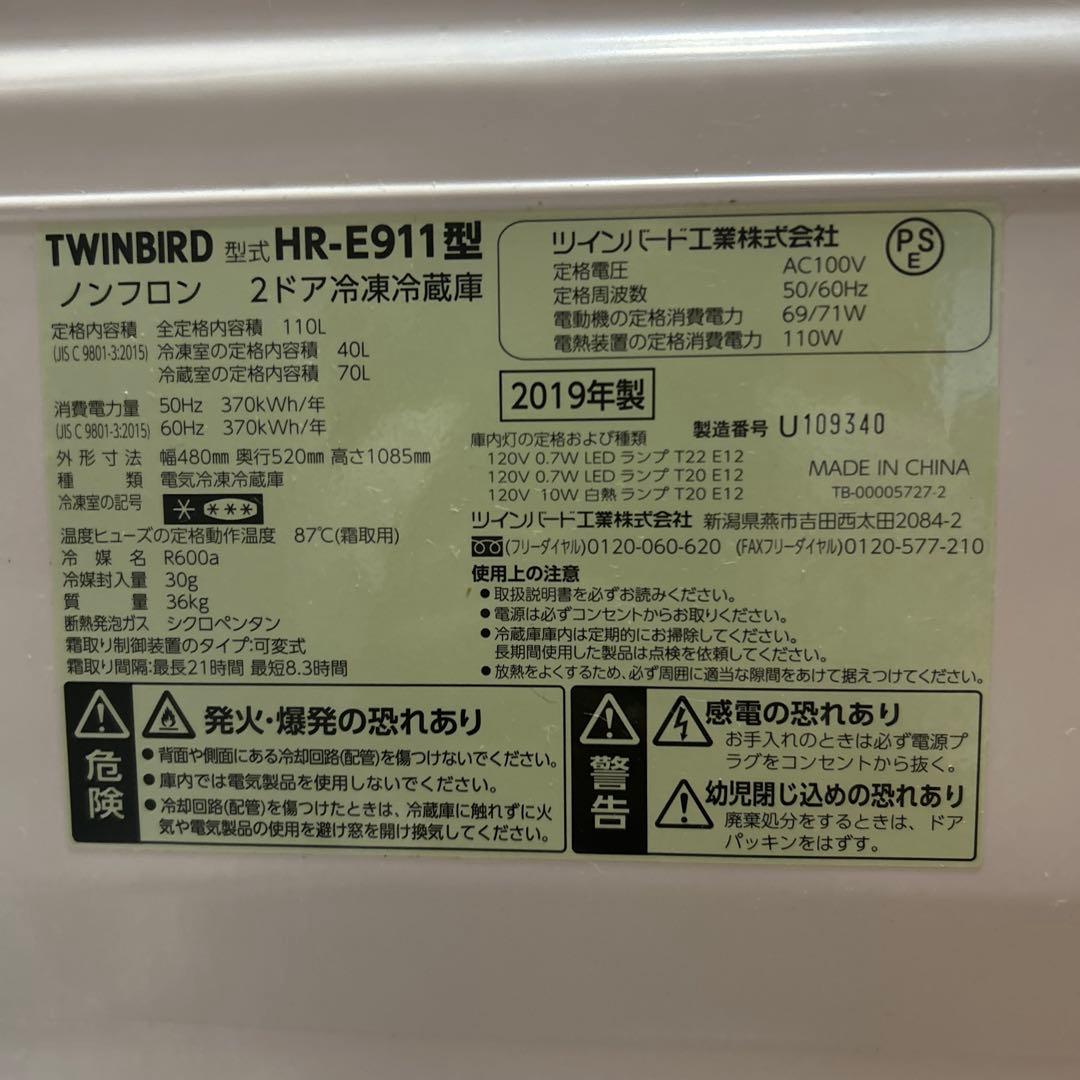 TWINBIRD 型式 HR-E911型
ノンフロン 2ドア冷凍冷蔵庫
定格内容積 全定格内容積 110L
(JIS C 9801-3:2015) 冷凍室の定格内容積 40L
冷蔵室の定格内容積 70L
消費電力量 50Hz 370kWh/年
(JIS C 9801-3:2015) 60Hz 370kWh/年
外形寸法 幅480mm 奥行520mm 高さ1085mm
種類 電気冷凍冷蔵庫
冷凍室の記号
温度ヒューズの定格動作温度 87℃(霜取用)
冷媒名 R600a
冷媒封入量 30g
質量 36kg
断熱発泡ガス シクロペンタン
霜取り制御装置のタイプ:可変式
霜取り間隔:最長21時間 最短8.3時間
ツインバード工業株式会社
PSE
定格電圧 AC100V
定格周波数 50/60Hz
電動機の定格消費電力 69/71W
電熱装置の定格消費電力 110W
2019年製
製造番号 U109340
庫内灯の定格および種類
120V 0.7W LED ランプ T22 E12
120V 0.7W LED ランプ T20 E12
120V 10W 白熱 ランプ T20 E12
MADE IN CHINA
TB-00005727-2
ツインバード工業株式会社 新潟県燕市吉田西太田2084-2
(フリーダイヤル)0120-060-620 (FAXフリーダイヤル)0120-577-210
使用上の注意
●取扱説明書を必ずお読みください。
●電源は必ずコンセントからお取りください。
●冷蔵庫庫内は定期的にお掃除してください。
長期間使用した製品は点検を依頼してください。
●放熱をよくするため、必ず周囲に適当な隙間をあけて据えつけてください。
危険
発火・爆発の恐れあり
●背面や側面にある冷却回路(配管)を傷つけないでください。
●庫内では電気製品を使用しないでください。
●冷却回路(配管)を傷つけたときは、冷蔵庫に触れずに火
気や電気製品の使用を避け窓を開け換気してください。
警告
感電の恐れあり
お手入れのときは必ず電源プ
ラグをコンセントから抜く。
幼児閉じ込めの恐れあり
廃棄処分をするときは、ドア
パッキンをはずす。